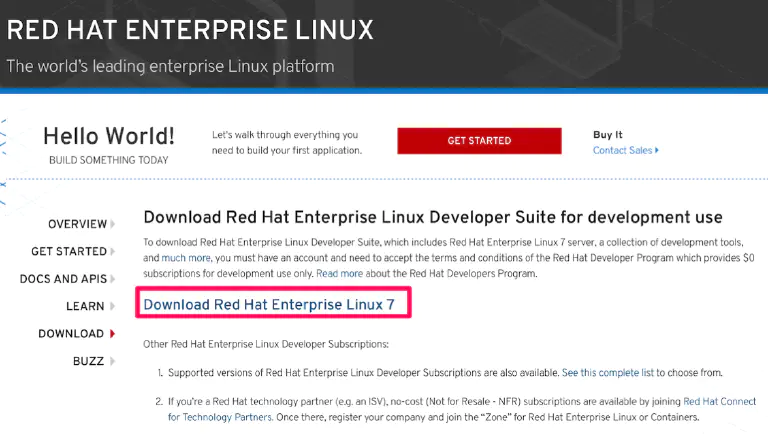 RED HAT ENTERPRISE LINUX
The world's leading enterprise Linux platform
Hello World!
BUILD SOMETHING TODAY
Let's walk through everything you
need to build your first application.
GET STARTED
Buy It
Contact Sales
OVERVIEW
GET STARTED
DOCS AND APIS
LEARN
DOWNLOAD
BUZZ
Download Red Hat Enterprise Linux Developer Suite for development use
To download Red Hat Enterprise Linux Developer Suite, which includes Red Hat Enterprise Linux 7 server, a collection of development tools,
and much more, you must have an account and need to accept the terms and conditions of the Red Hat Developer Program which provides $0
subscriptions for development use only. Read more about the Red Hat Developers Program.
Download Red Hat Enterprise Linux 7
Other Red Hat Enterprise Linux Developer Subscriptions:
1. Supported versions of Red Hat Enterprise Linux Developer Subscriptions are also available. See this complete list to choose from.
2. If you're a Red Hat technology partner (e.g. an ISV), no-cost (Not for Resale - NFR) subscriptions are available by joining Red Hat Connect
for Technology Partners. Once there, register your company and join the "Zone" for Red Hat Enterprise Linux or Containers.